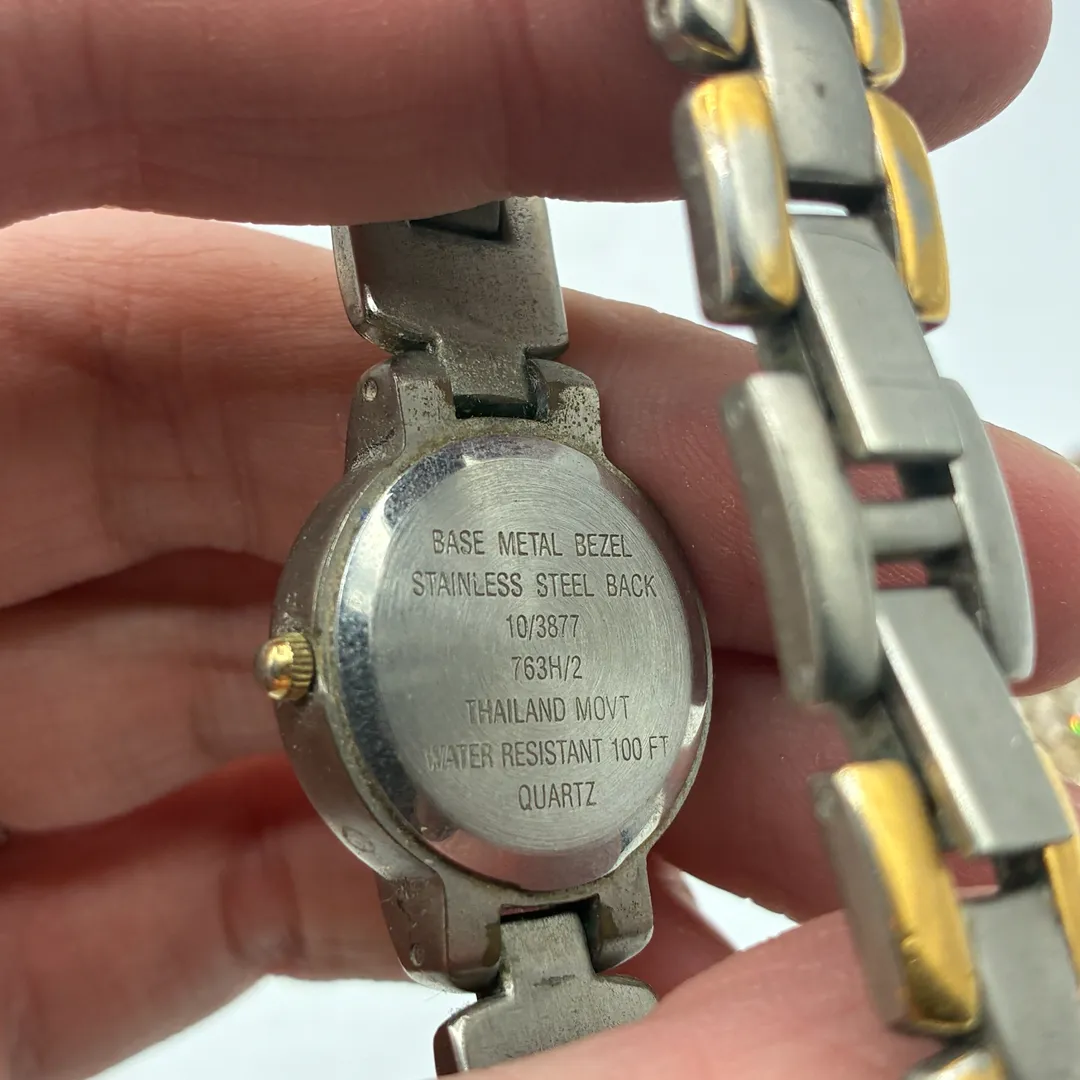 BASE METAL BEZEL
STAINLESS STEEL BACK
10/3877
763H/2
THAILAND MOVT
WATER RESISTANT 100 FT
QUARTZ